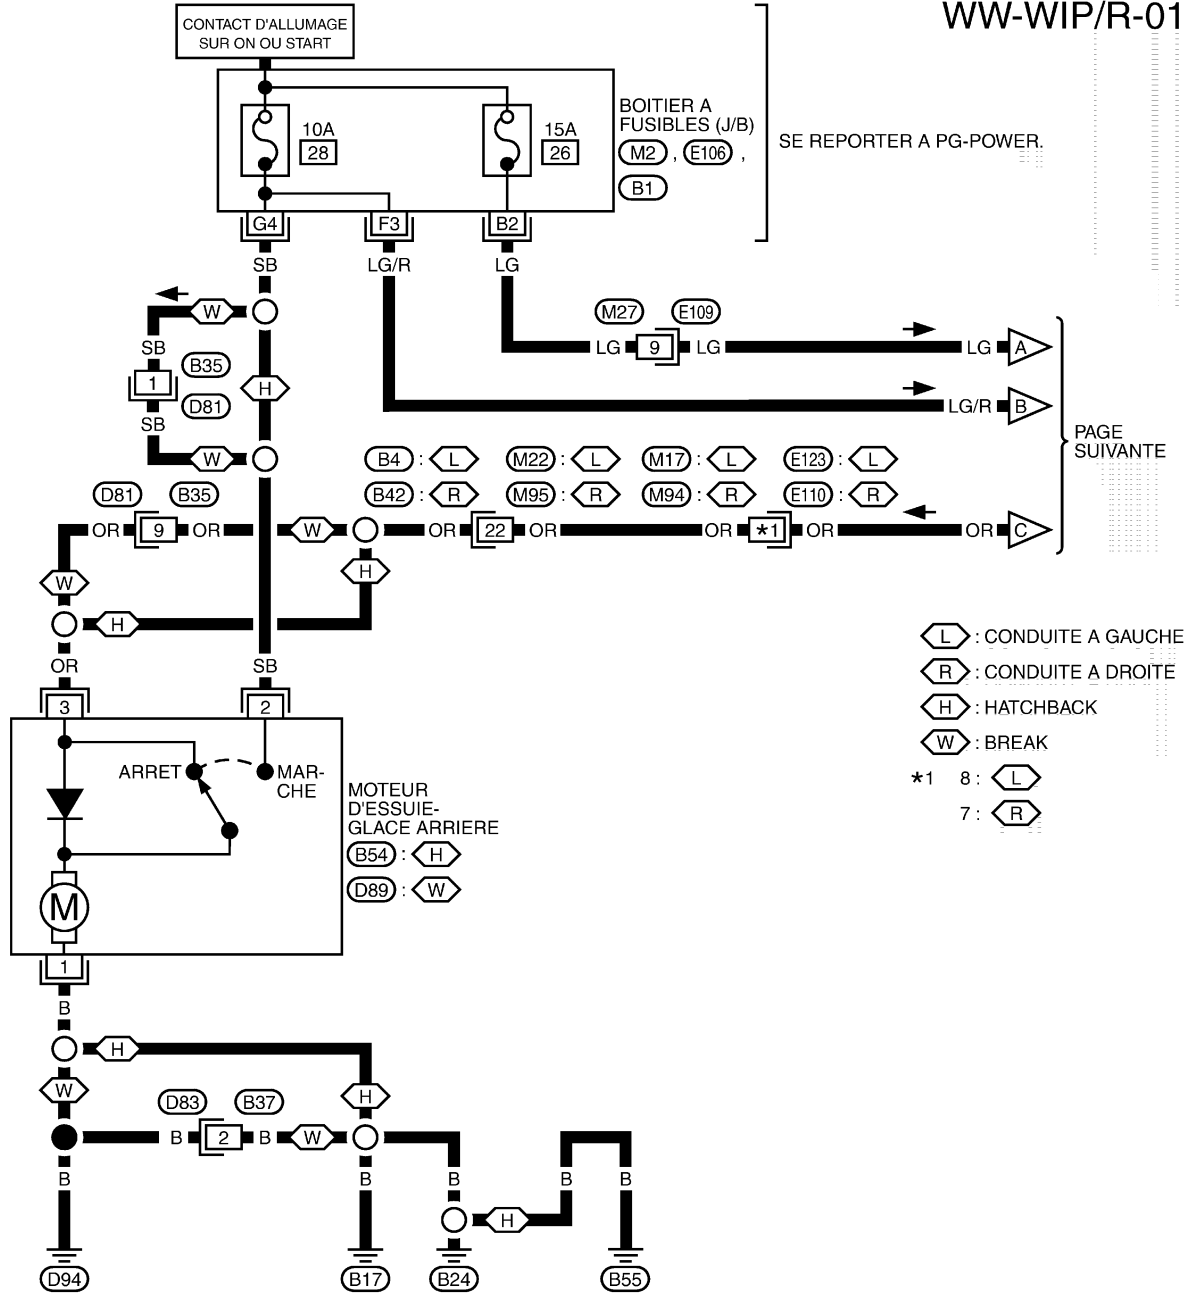 WW-WIP/R-01
CONTACT D'ALLUMAGE
SUR ON OU START
10A
28
15A
26
BOITIER A
FUSIBLES (J/B)
M2 , E106 ,
B1
SE REPORTER A PG-POWER.
G4 F3 B2
SB LG/R LG
W
M27 E109
SB
LG 9 LG LG A
B35
1 H
D81
LG/R B
SB
W
PAGE
SUIVANTE
B4 : L M22 : L M17 : L E123 : L
D81 B35 B42 : R M95 : R M94 : R E110 : R
OR 9 OR W OR 22 OR OR *1 OR OR C
W H
H
L : CONDUITE A GAUCHE
OR SB
R : CONDUITE A DROITE
3 2
H : HATCHBACK
W : BREAK
ARRET MAR-
CHE
*1 8 : L
7 : R
MOTEUR
D'ESSUIE-
GLACE ARRIERE
B54 : H
D89 : W
M
1
B
H
W H
D83 B37
B 2 B W
B B B B B
H
D94 B17 B24 B55